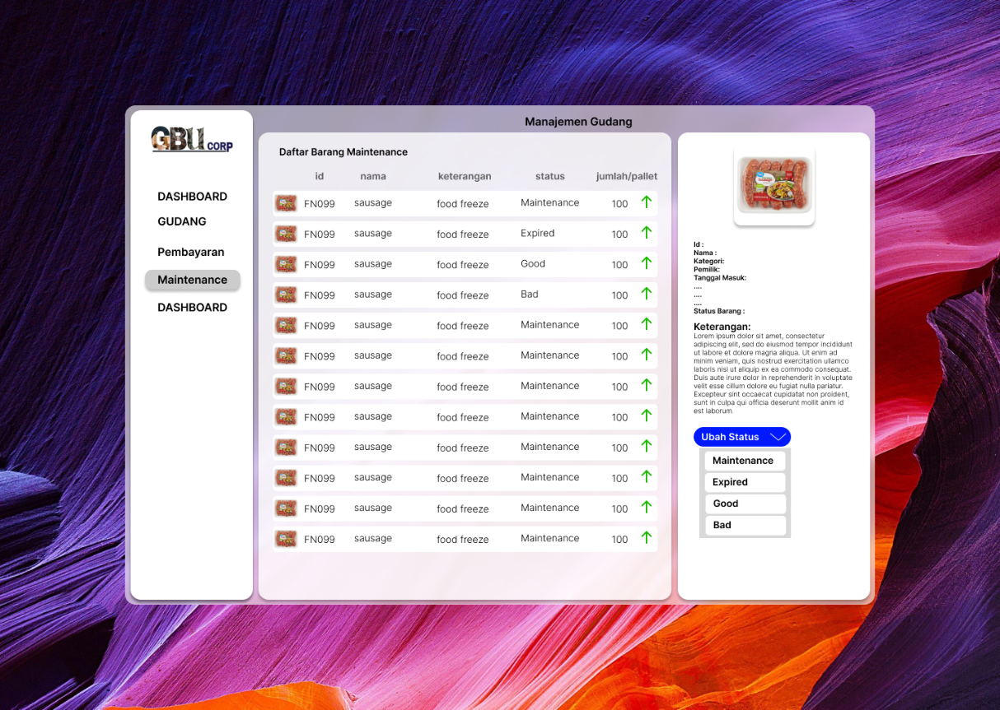 Manajemen Gudang
GBU CORP
DASHBOARD
GUDANG
Pembayaran
Maintenance
DASHBOARD
Daftar Barang Maintenance
id nama keterangan status jumlah/pallet
FN099 sausage food freeze Maintenance 100
FN099 sausage food freeze Expired 100
FN099 sausage food freeze Good 100
FN099 sausage food freeze Bad 100
FN099 sausage food freeze Maintenance 100
FN099 sausage food freeze Maintenance 100
FN099 sausage food freeze Maintenance 100
FN099 sausage food freeze Maintenance 100
FN099 sausage food freeze Maintenance 100
FN099 sausage food freeze Maintenance 100
FN099 sausage food freeze Maintenance 100
FN099 sausage food freeze Maintenance 100
Id :
Nama :
Kategori:
Pemilik:
Tanggal Masuk:
....
....
....
Status Barang :
Keterangan:
Lorem ipsum dolor sit amet, consectetur
adipiscing elit, sed do eiusmod tempor incididunt
ut labore et dolore magna aliqua. Ut enim ad
minim veniam, quis nostrud exercitation ullamco
laboris nisi ut aliquip ex ea commodo consequat.
Duis aute irure dolor in reprehenderit in voluptate
velit esse cillum dolore eu fugiat nulla pariatur.
Excepteur sint occaecat cupidatat non proident,
sunt in culpa qui officia deserunt mollit anim id
est laborum.
Ubah Status
Maintenance
Expired
Good
Bad